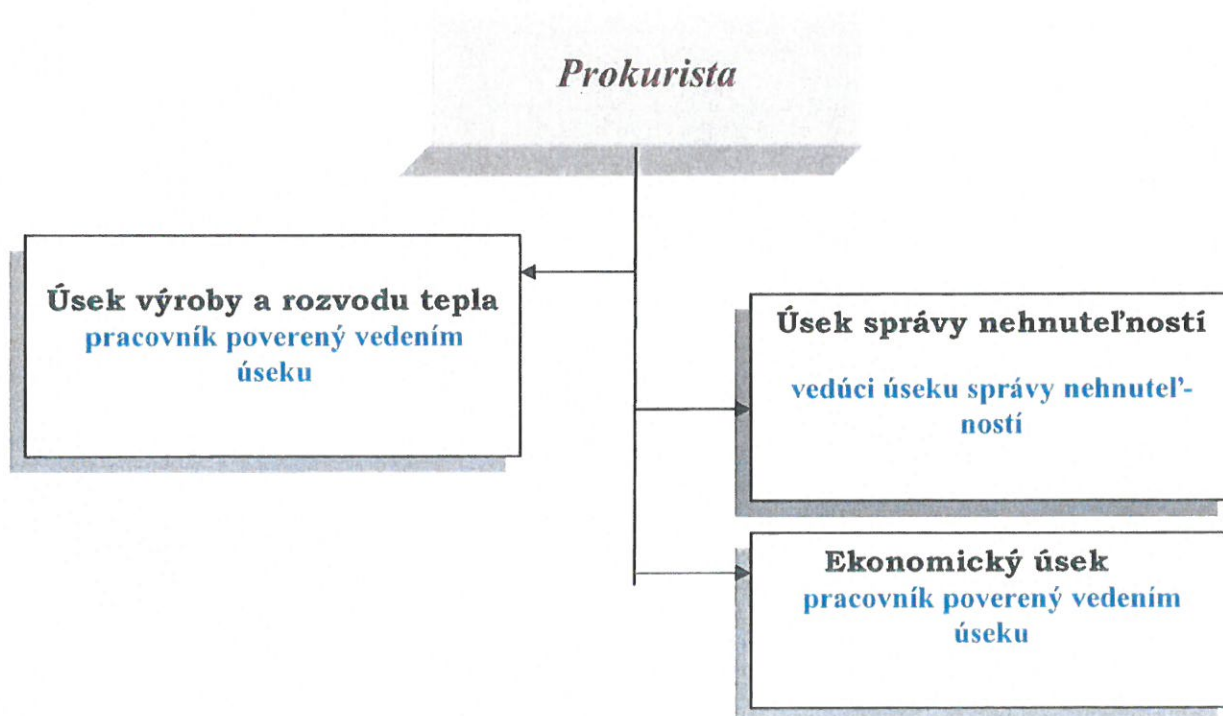 Prokurista
Úsek výroby a rozvodu tepla
pracovník poverený vedením
úseku
Úsek správy nehnuteľností
vedúci úseku správy nehnuteľ-
ností
Ekonomický úsek
pracovník poverený vedením
úseku